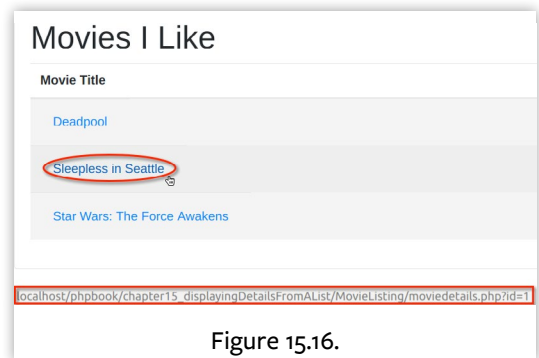 Movies I Like
Movie Title
Deadpool
Sleepless in Seattle
Star Wars: The Force Awakens
localhost/phpbook/chapter15_displayingDetailsFromAList/MovieListing/moviedetails.php?id=1
Figure 15.16.